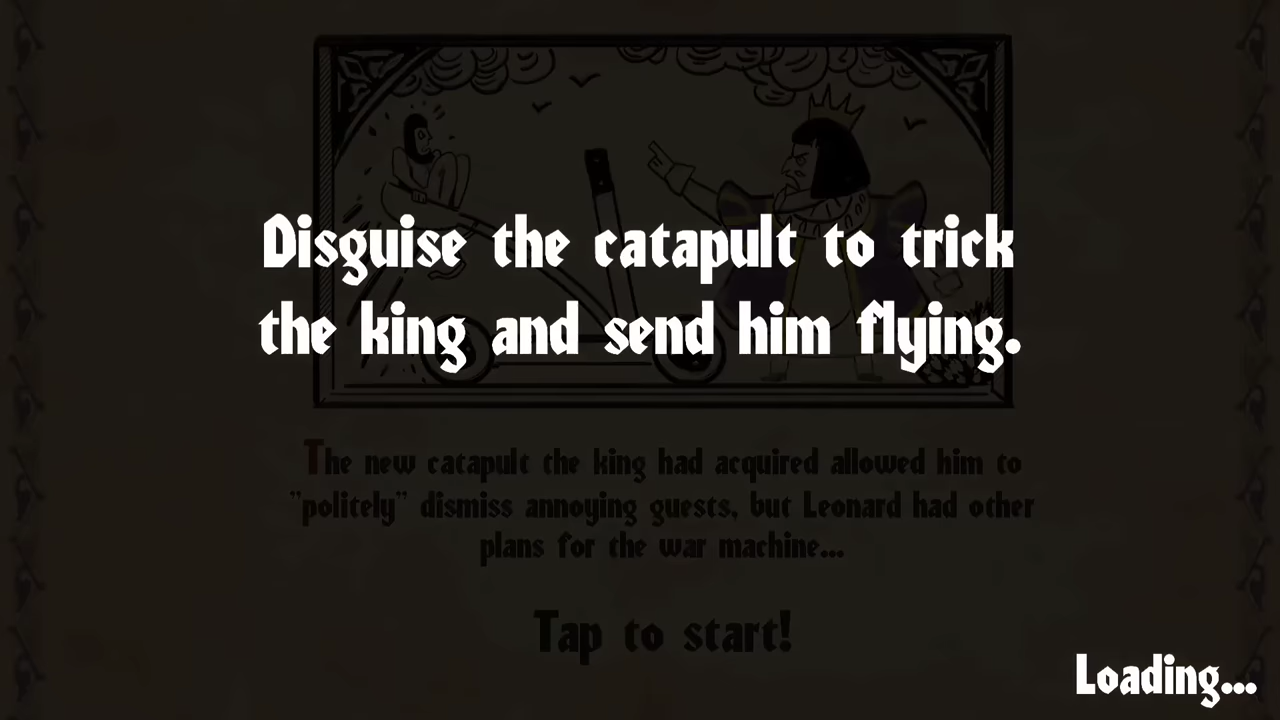 Disguise the catapult to trick
the king and send him flying.
The new catapult the king had acquired allowed him to
"politely" dismiss annoying guests, but Leonard had other
plans for the war machine...
Tap to start!
Loading...